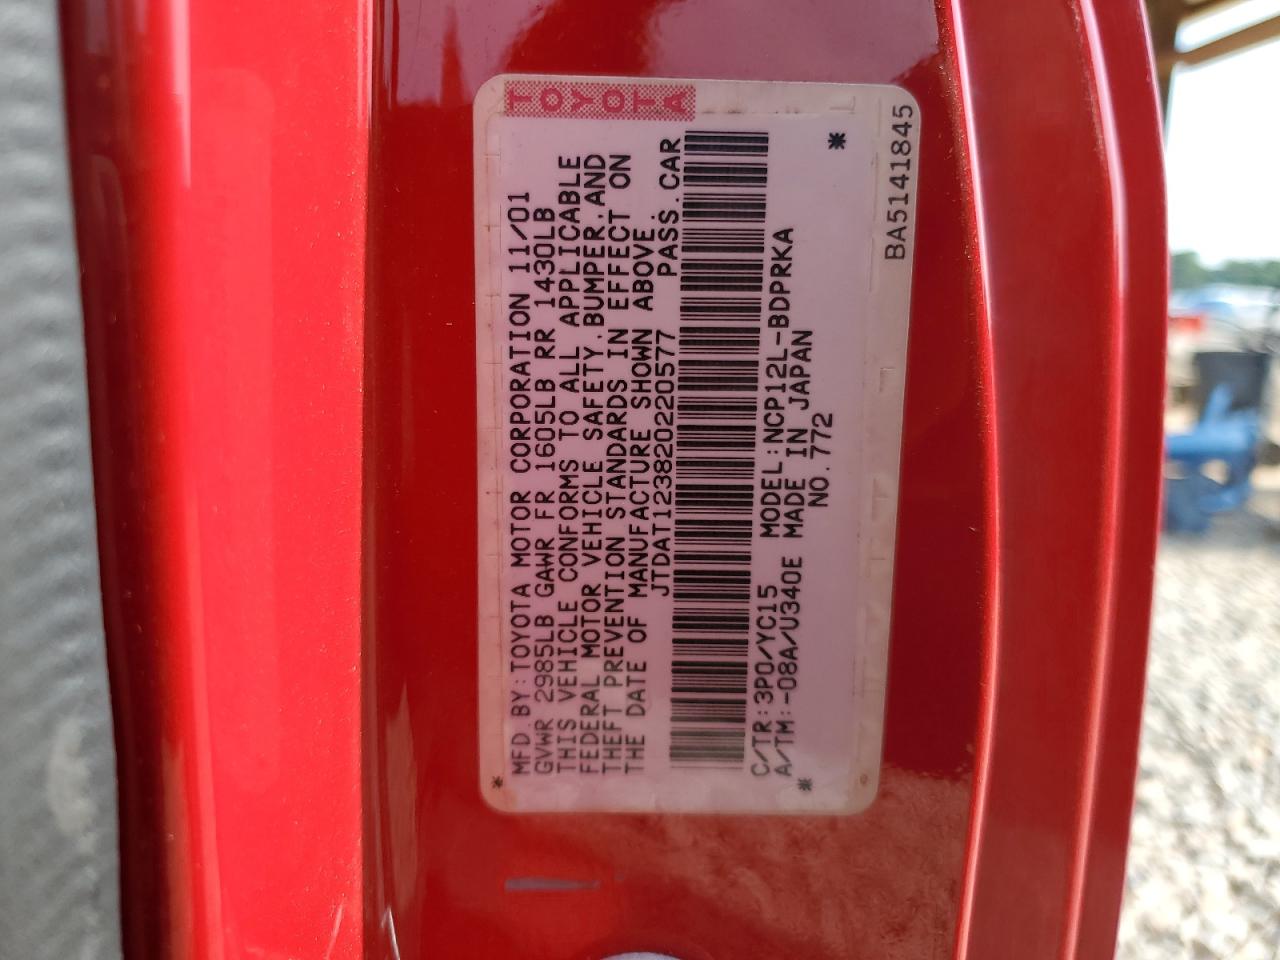 TOYOTA
MFD.BY:TOYOTA MOTOR CORPORATION 11/01
GVWR 2985LB GAWR FR 1605LB RR 1430LB
THIS VEHICLE CONFORMS TO ALL APPLICABLE
FEDERAL MOTOR VEHICLE SAFETY,BUMPER,AND
THEFT PREVENTION STANDARDS IN EFFECT ON
THE DATE OF MANUFACTURE SHOWN ABOVE.
JTDAT123820220577 PASS.CAR
C/TR:3P0/YC15 MODEL:NCP12L-BDPRKA
A/TM:-08A/U340E MADE IN JAPAN
NO.772
BA5141845